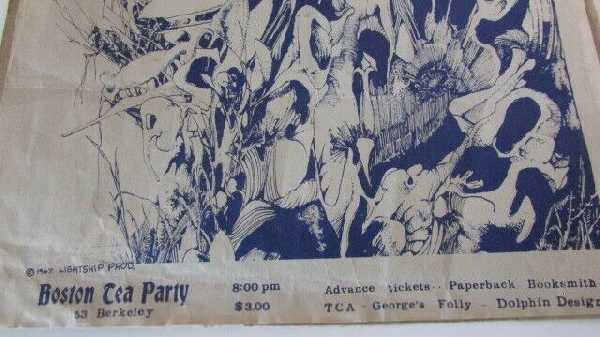 © 1967 LIGHTSHIP PROD.
Boston Tea Party
53 Berkeley
8:00 pm
$3.00
Advance tickets-- Paperback Booksmith
TCA - George's Folly - Dolphin Design